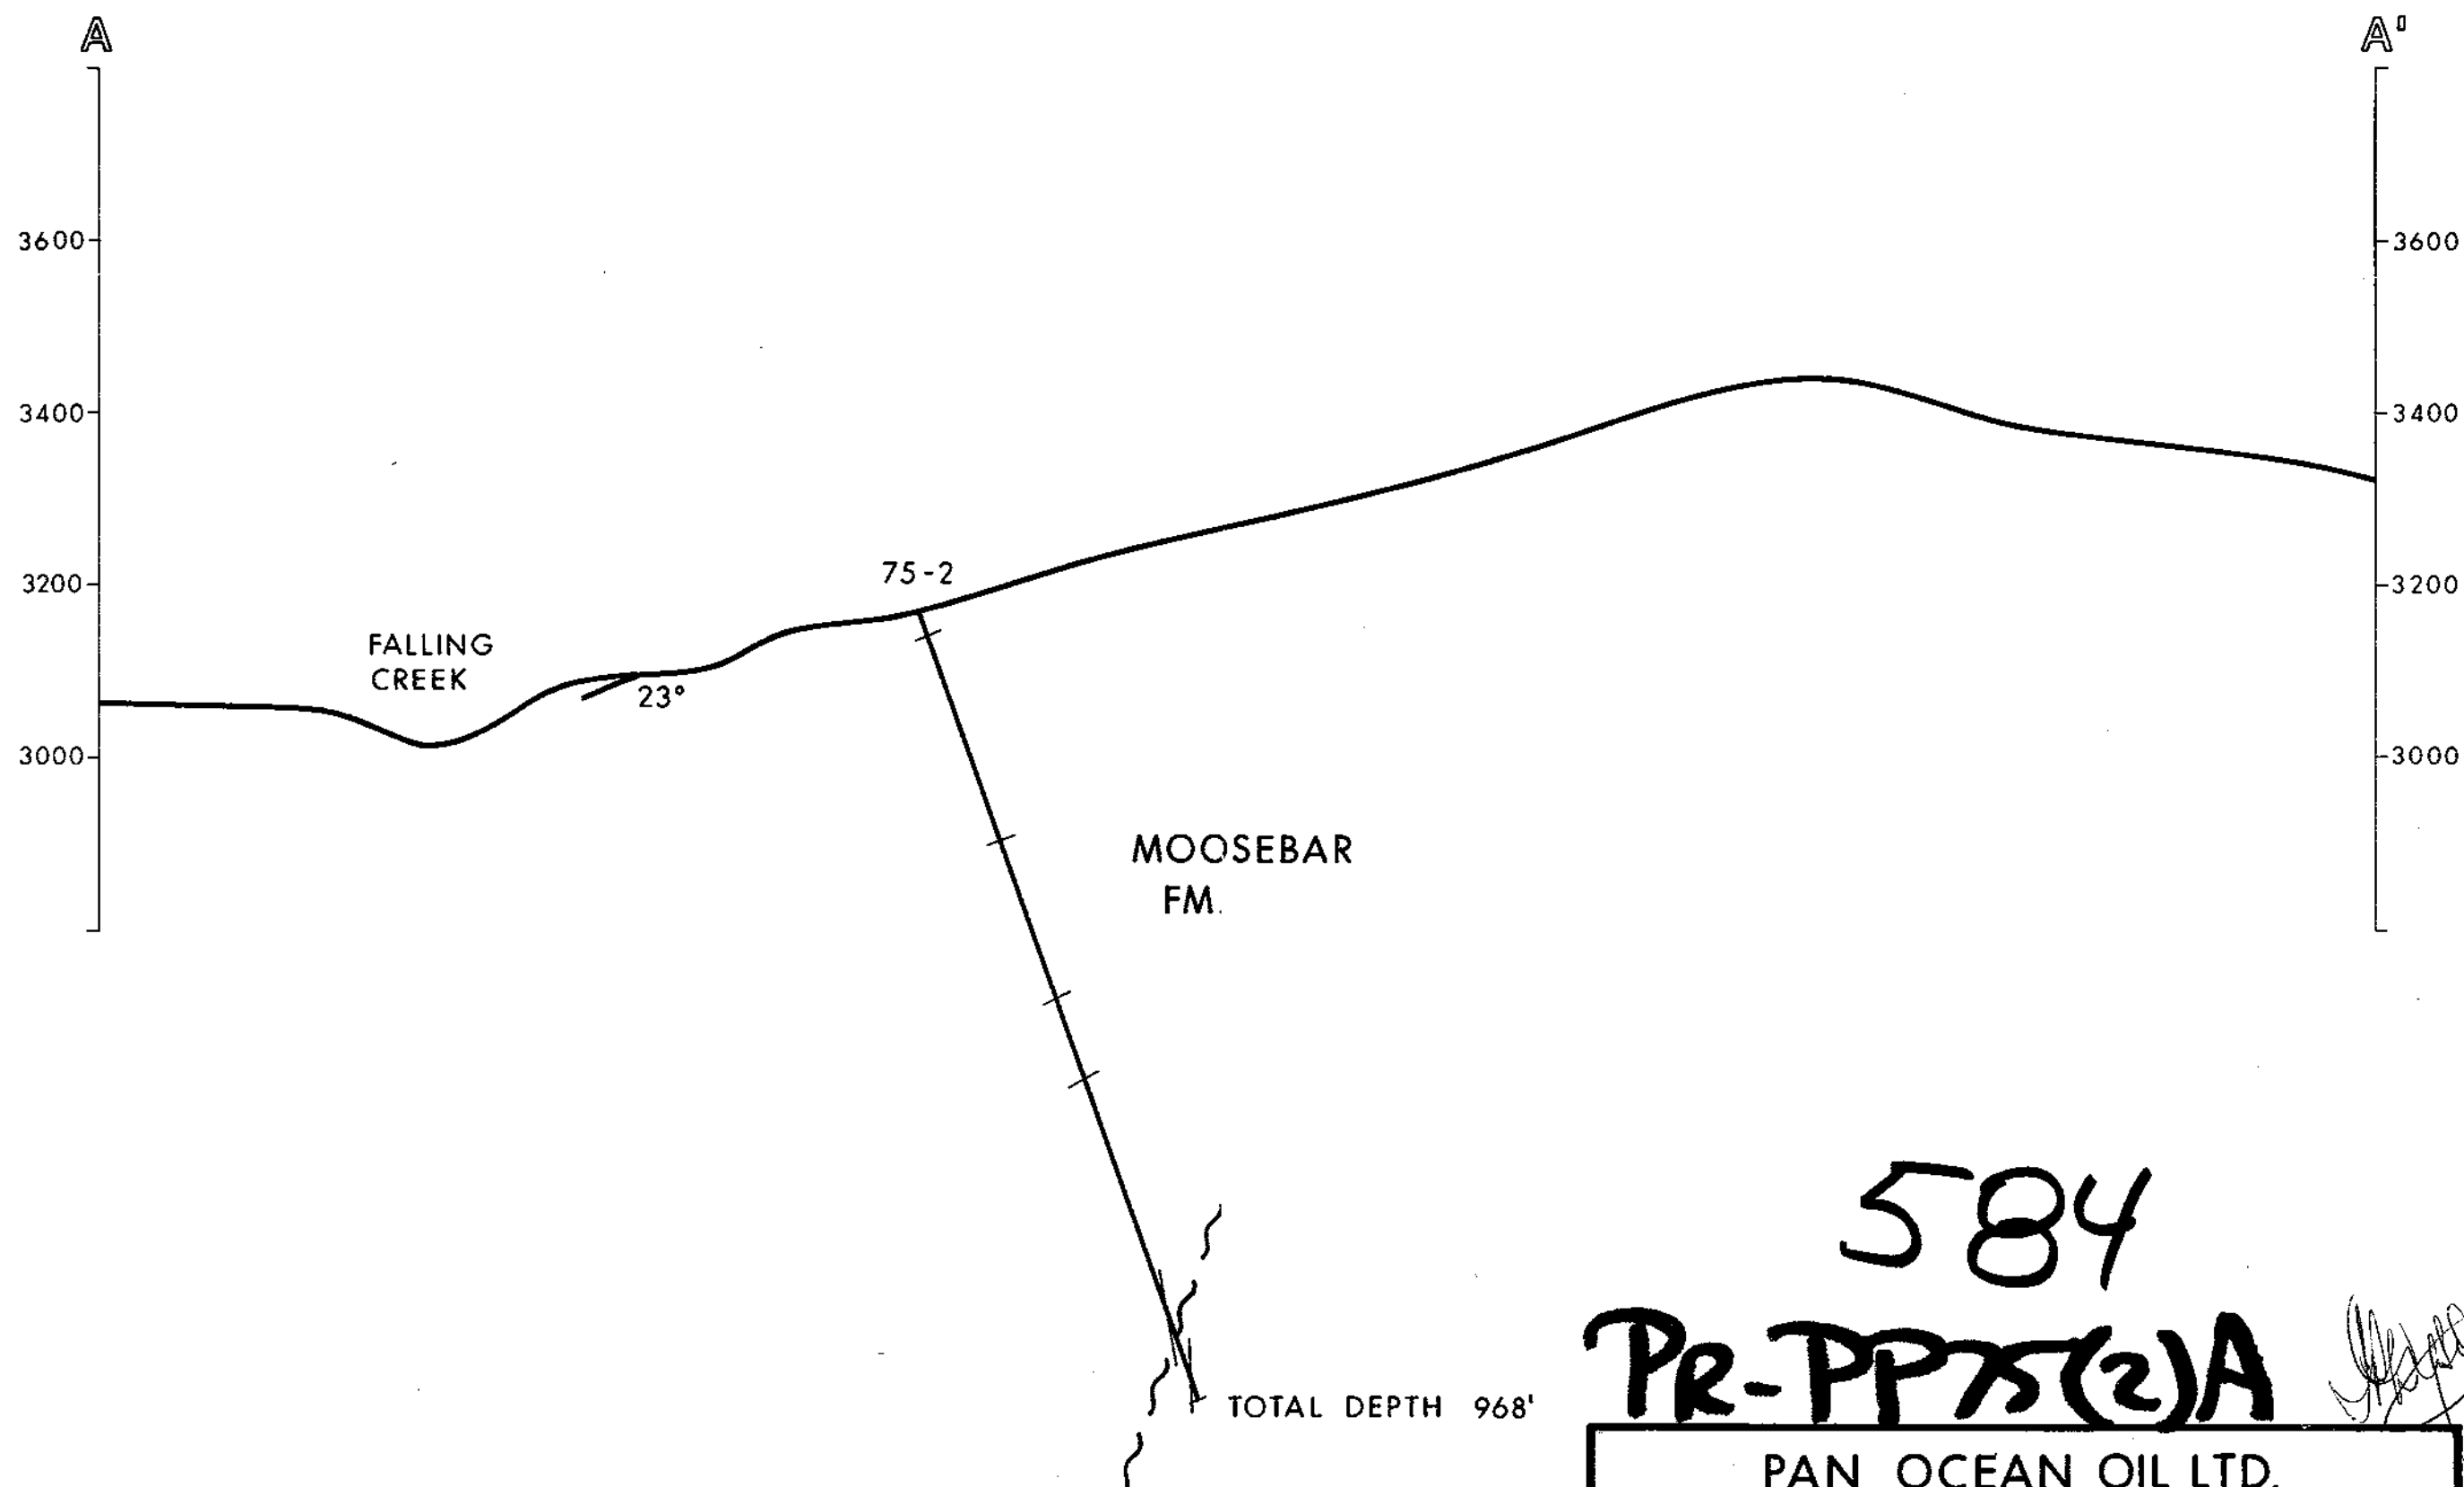 A A'
3600 3600
3400 3400
75-2
3200 3200
FALLING
CREEK
23°
3000 3000
MOOSEBAR
FM.
584
PR-PP75(2)A
TOTAL DEPTH 968'
PAN OCEAN OIL LTD.